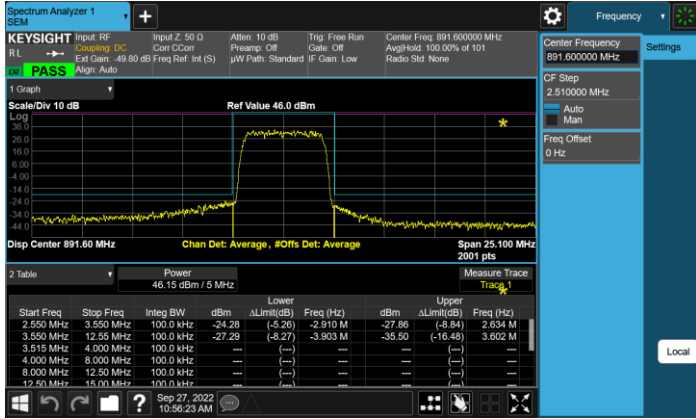 Spectrum Analyzer 1
SEM
Frequency
KEYSIGHT Input: RF Input Z: 50 Ω Atten: 10 dB Trig: Free Run Center Freq: 891.600000 MHz
RL Coupling: DC Corr CCorr Preamp: Off Gate: Off Avg|Hold: 100.00% of 101
Ext Gain: -49.80 dB Freq Ref: Int (S) µW Path: Standard IF Gain: Low Radio Std: None
PASS Align: Auto
Center Frequency
891.600000 MHz
Settings
CF Step
2.510000 MHz
Auto
Man
Freq Offset
0 Hz
1 Graph
Scale/Div 10 dB Ref Value 46.0 dBm
Log
36.0
26.0
16.0
6.00
-4.00
-14.0
-24.0
-34.0
-44.0
Disp Center 891.60 MHz Chan Det: Average, #Offs Det: Average Span 25.100 MHz
2001 pts
2 Table Power Measure Trace
46.15 dBm / 5 MHz Trace 1
Lower Upper
Start Freq Stop Freq Integ BW dBm ΔLimit(dB) Freq (Hz) dBm ΔLimit(dB) Freq (Hz)
2.550 MHz 3.550 MHz 100.0 kHz -24.28 (-5.26) -2.910 M -27.86 (-8.84) 2.634 M
3.550 MHz 12.55 MHz 100.0 kHz -27.29 (-8.27) -3.903 M -35.50 (-16.48) 3.602 M
3.515 MHz 4.000 MHz 100.0 kHz --- (---) --- --- (---) ---
4.000 MHz 8.000 MHz 100.0 kHz --- (---) --- --- (---) ---
8.000 MHz 12.50 MHz 100.0 kHz --- (---) --- --- (---) ---
12.50 MHz 15.00 MHz 100.0 kHz --- (---) --- --- (---) ---
Local
Sep 27, 2022
10:56:23 AM